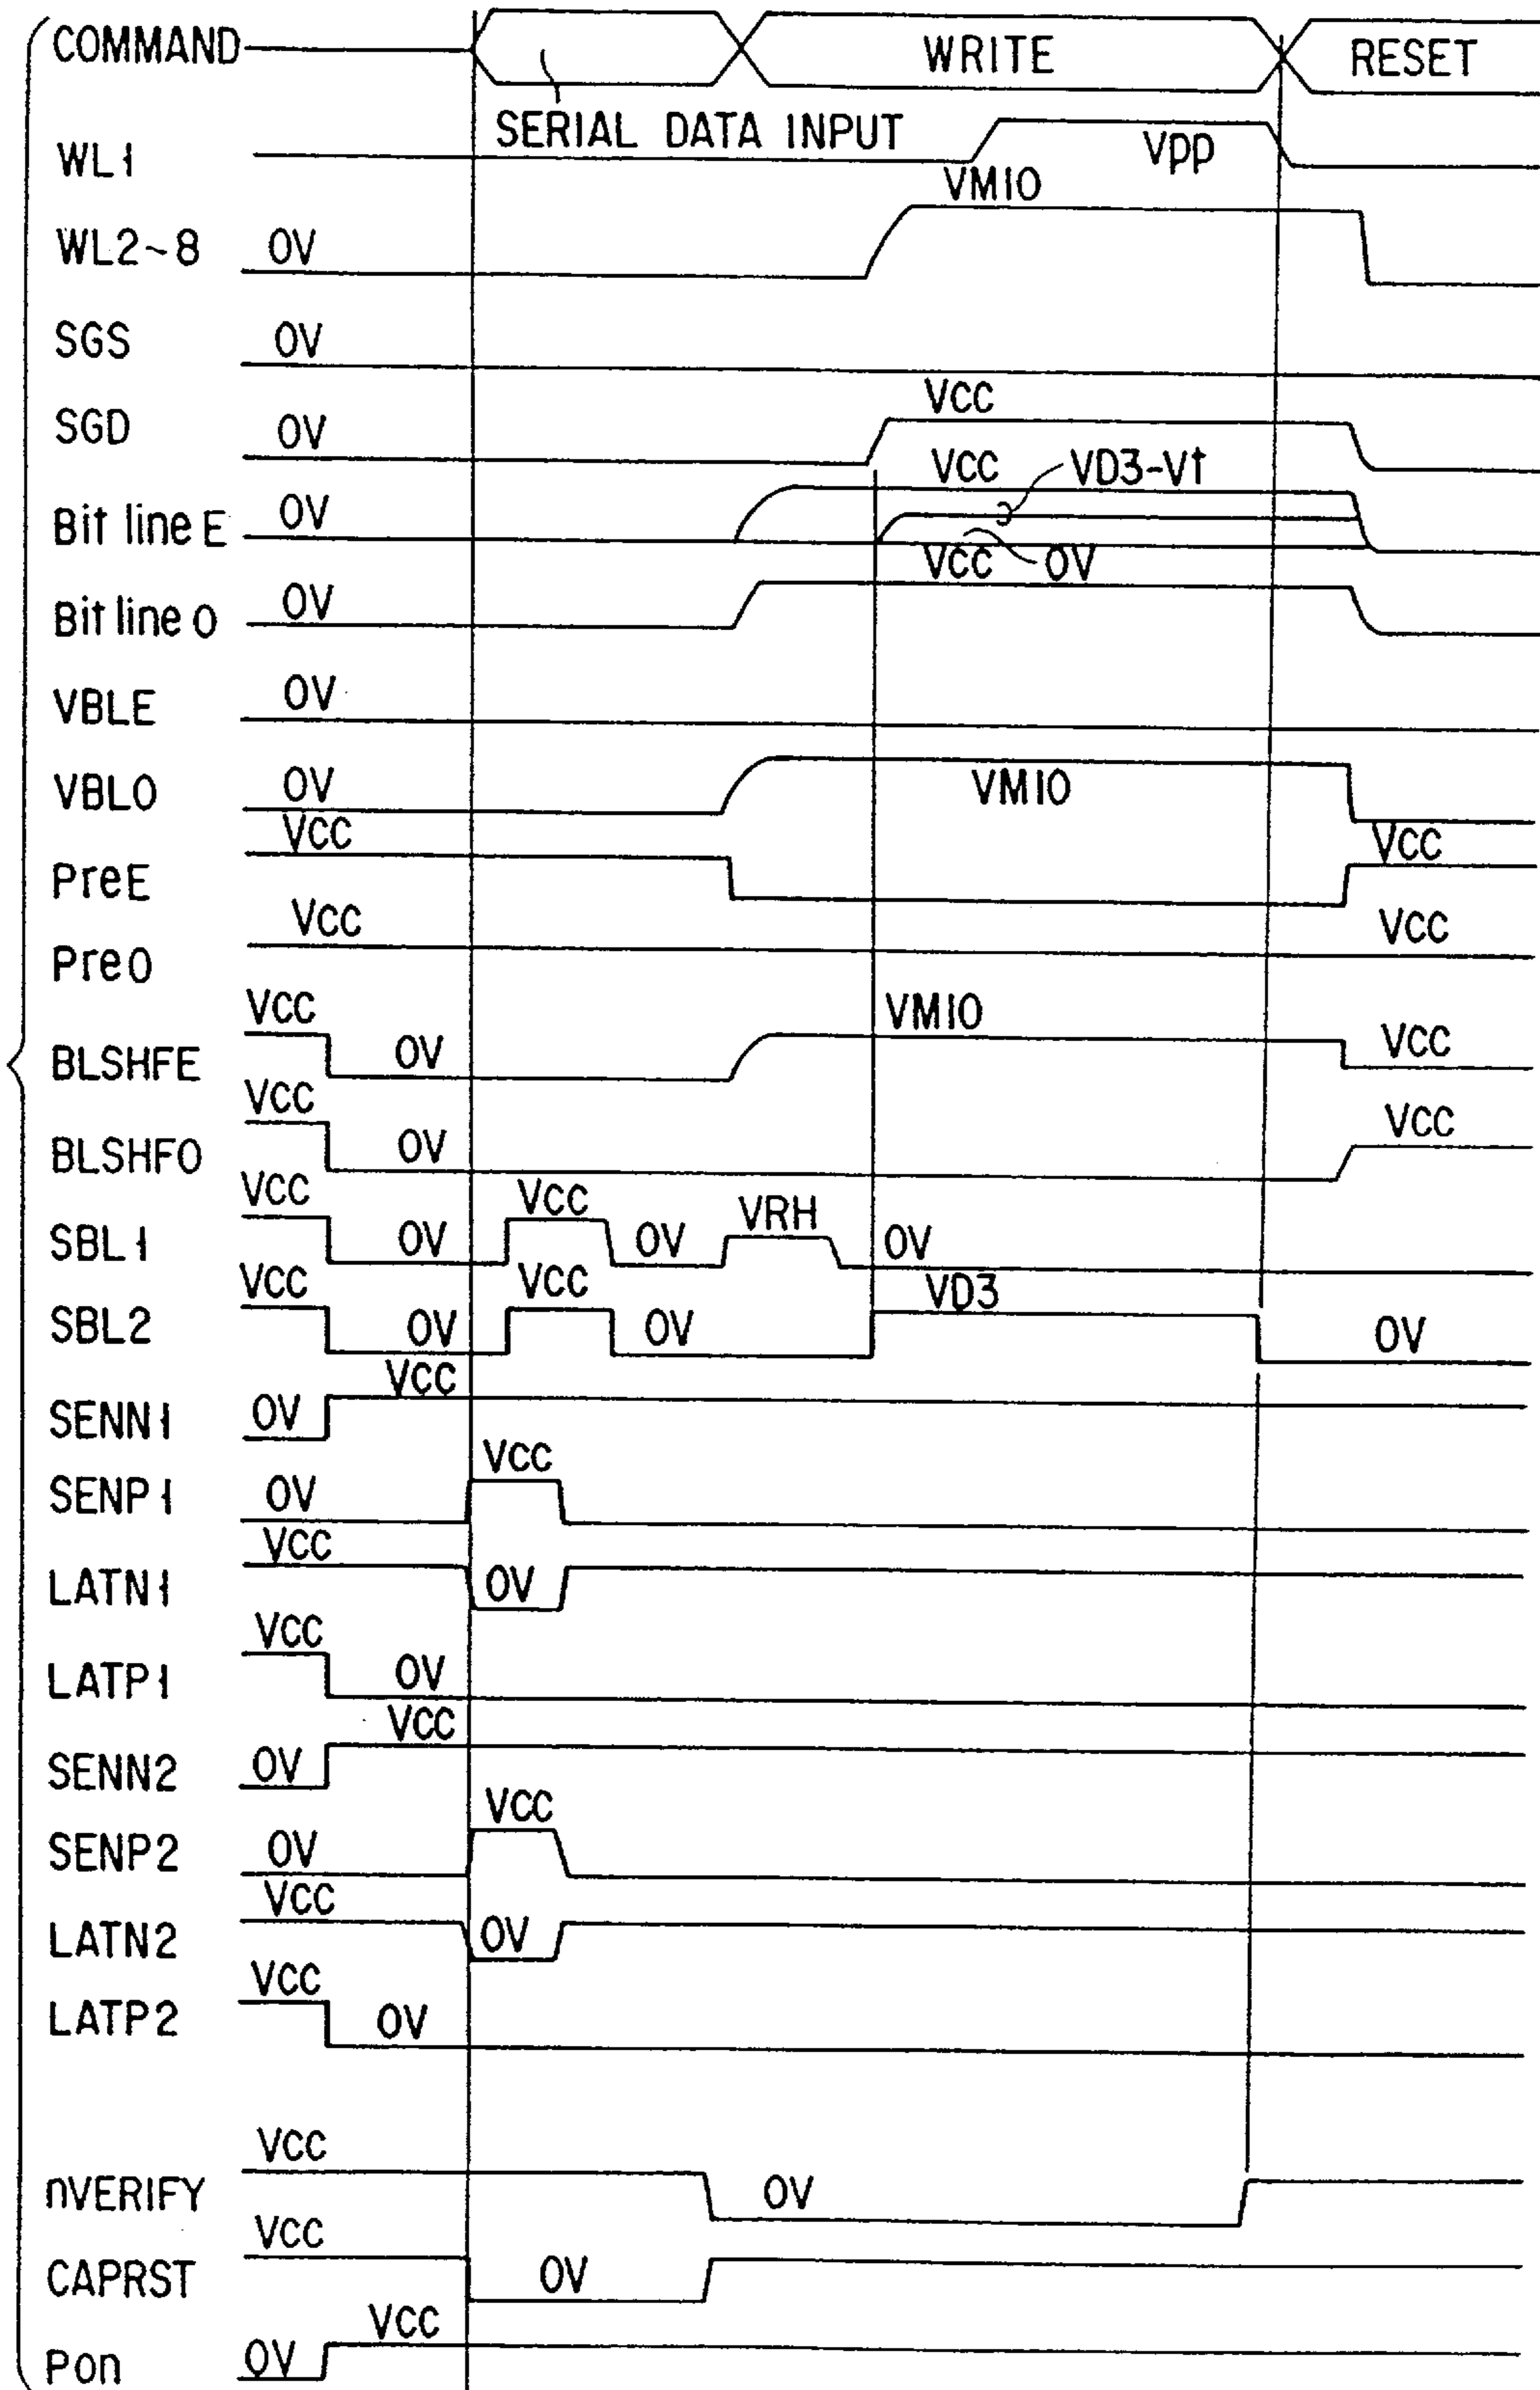 COMMAND WRITE RESET
SERIAL DATA INPUT
WL1 Vpp
VM10
WL2~8 0V
SGS 0V
VCC
SGD 0V
VCC VD3-Vt
Bit line E 0V
VCC 0V
Bit line O 0V
VBLE 0V
VBLO 0V VM10
VCC VCC
PreE
VCC VCC
PreO
VCC VM10 VCC
BLSHFE 0V
VCC VCC
BLSHFO 0V
VCC VCC VRH
SBL1 0V 0V 0V
VCC VCC VD3
SBL2 0V 0V 0V
VCC
SENN1 0V
VCC
SENP1 0V
VCC
LATN1 0V
VCC
LATP1 0V
VCC
SENN2 0V
VCC
SENP2 0V
VCC
LATN2 0V
VCC
LATP2 0V
VCC
nVERIFY 0V
VCC
CAPRST 0V
VCC
Pon 0V